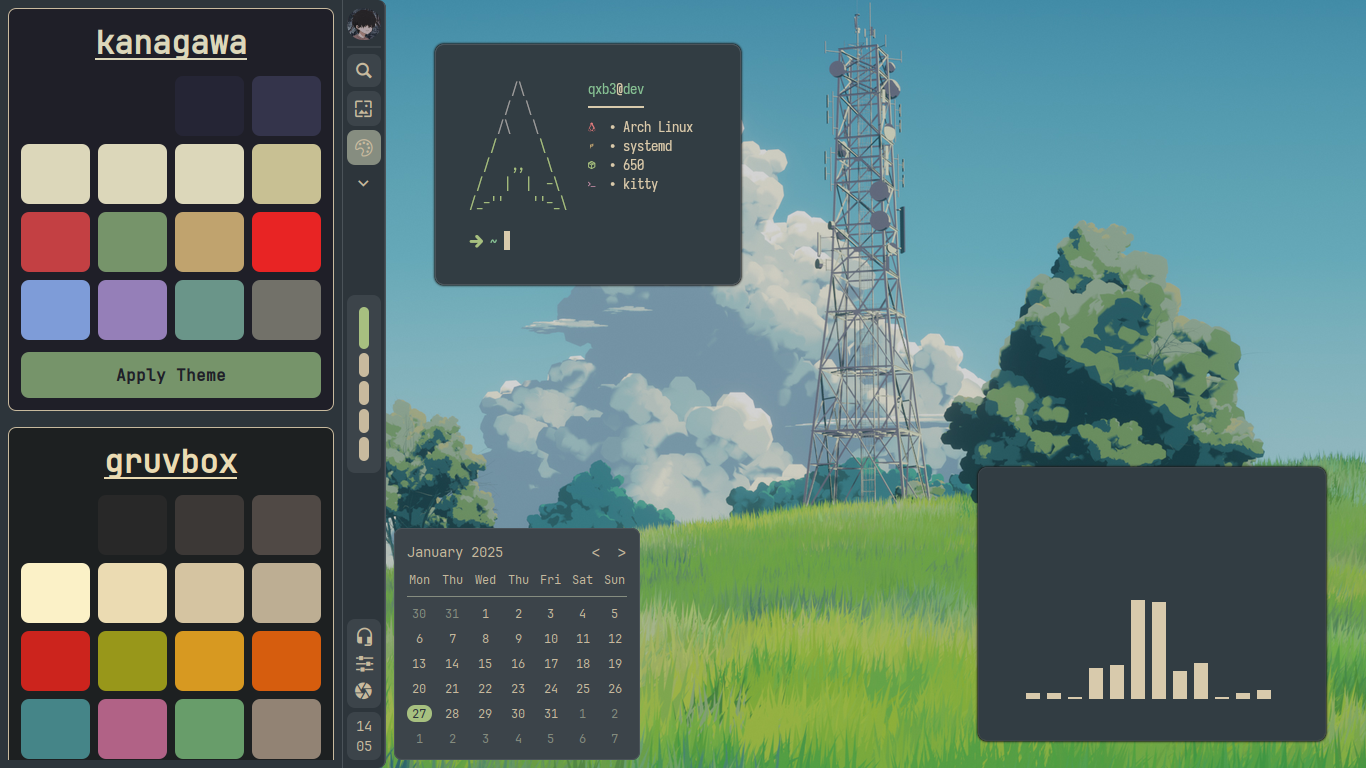 kanagawa
Apply Theme
gruvbox
14
05
qxb3@dev
• Arch Linux
• systemd
• 650
• kitty
~
January 2025 < >
Mon Thu Wed Thu Fri Sat Sun
30 31 1 2 3 4 5
6 7 8 9 10 11 12
13 14 15 16 17 18 19
20 21 22 23 24 25 26
27 28 29 30 31 1 2
1 2 3 4 5 6 7